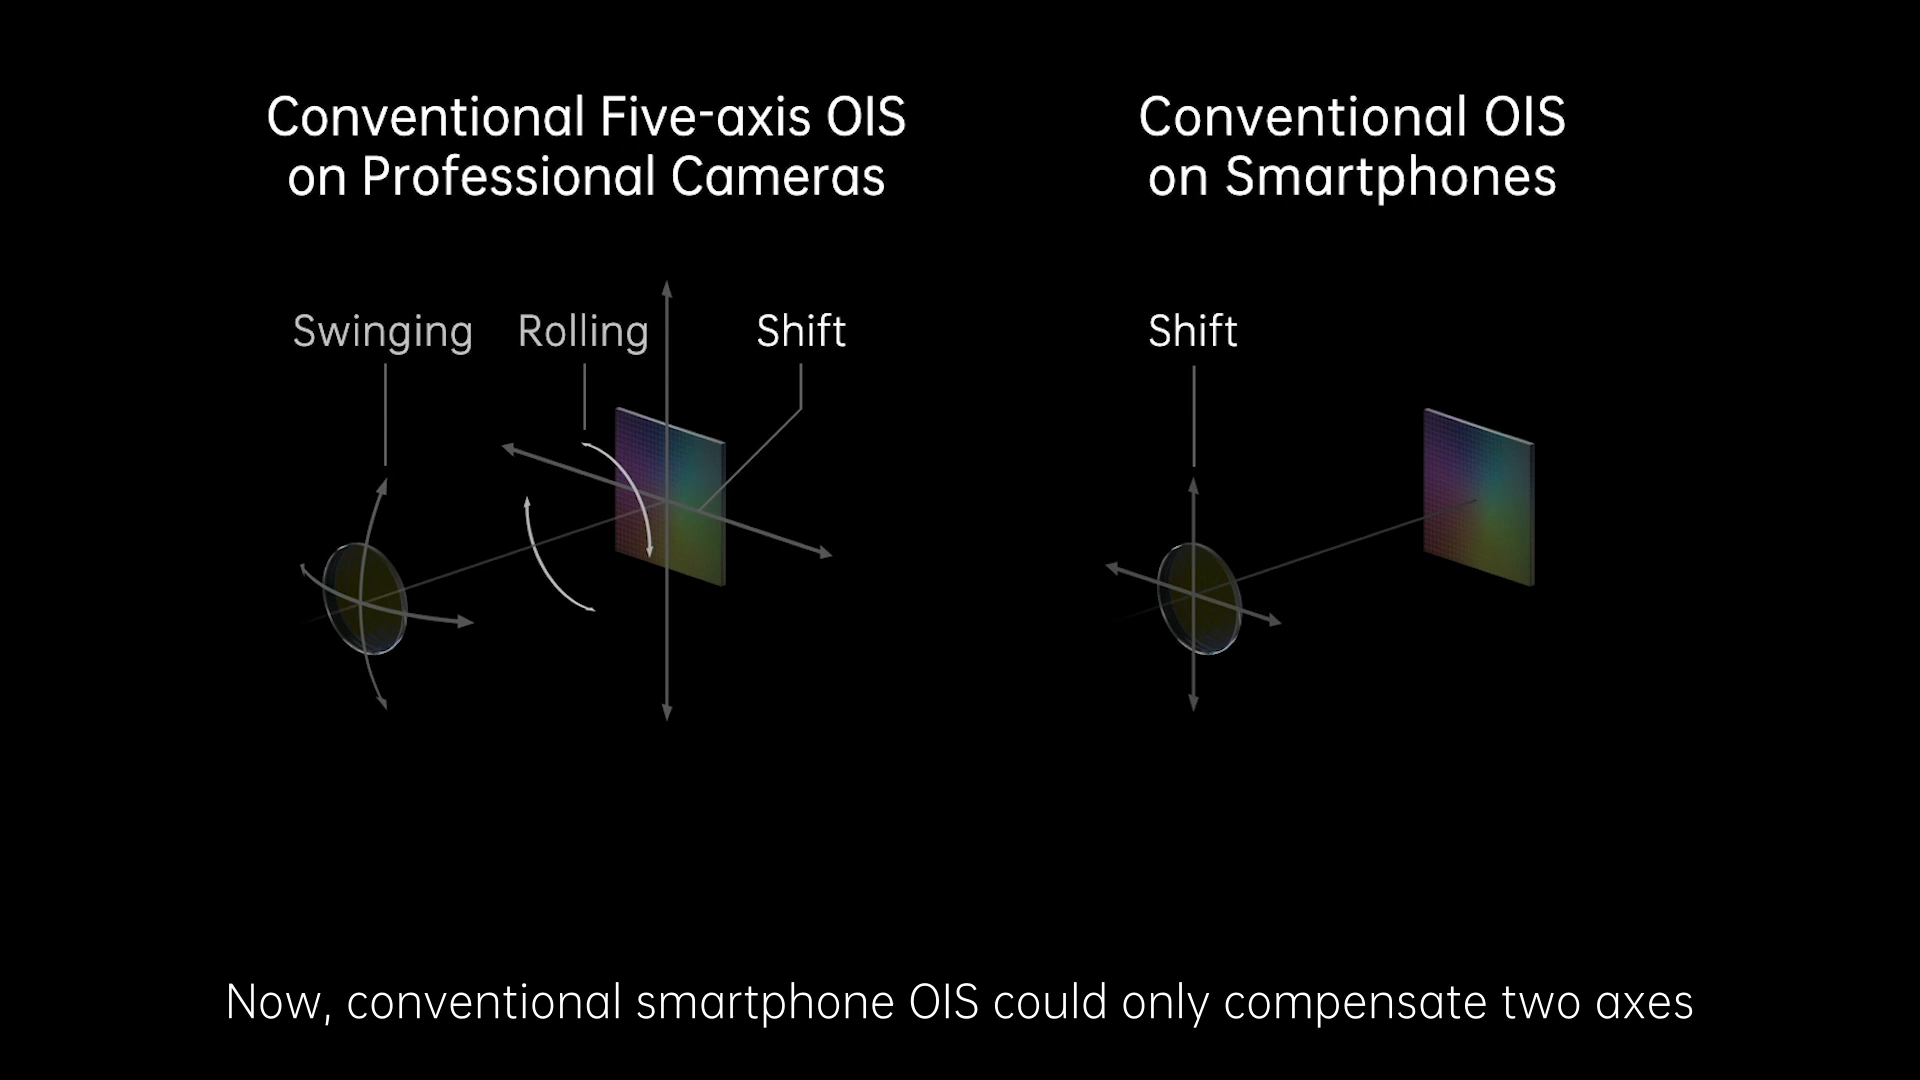 Conventional Five-axis OIS
on Professional Cameras
Conventional OIS
on Smartphones
Swinging
Rolling
Shift
Shift
Now, conventional smartphone OIS could only compensate two axes